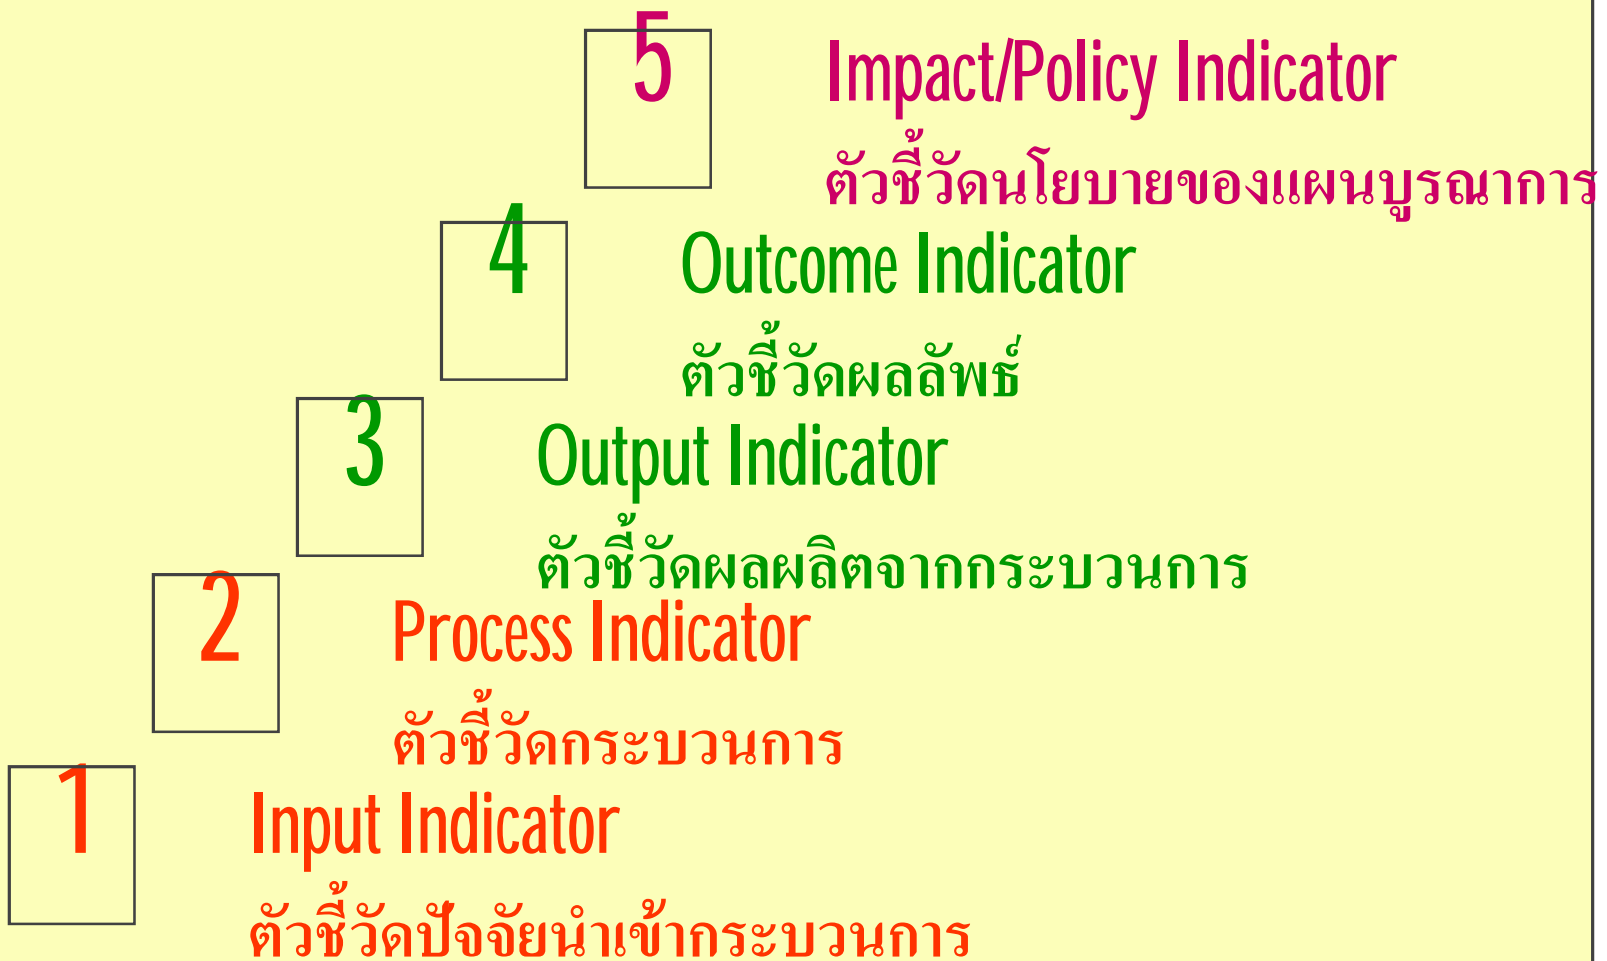 5
Impact/Policy Indicator
ตัวชี้วัดนโยบายของแผนบูรณาการ
4
Outcome Indicator
ตัวชี้วัดผลลัพธ์
3
Output Indicator
ตัวชี้วัดผลผลิตจากกระบวนการ
2
Process Indicator
ตัวชี้วัดกระบวนการ
1
Input Indicator
ตัวชี้วัดปัจจัยนำเข้ากระบวนการ